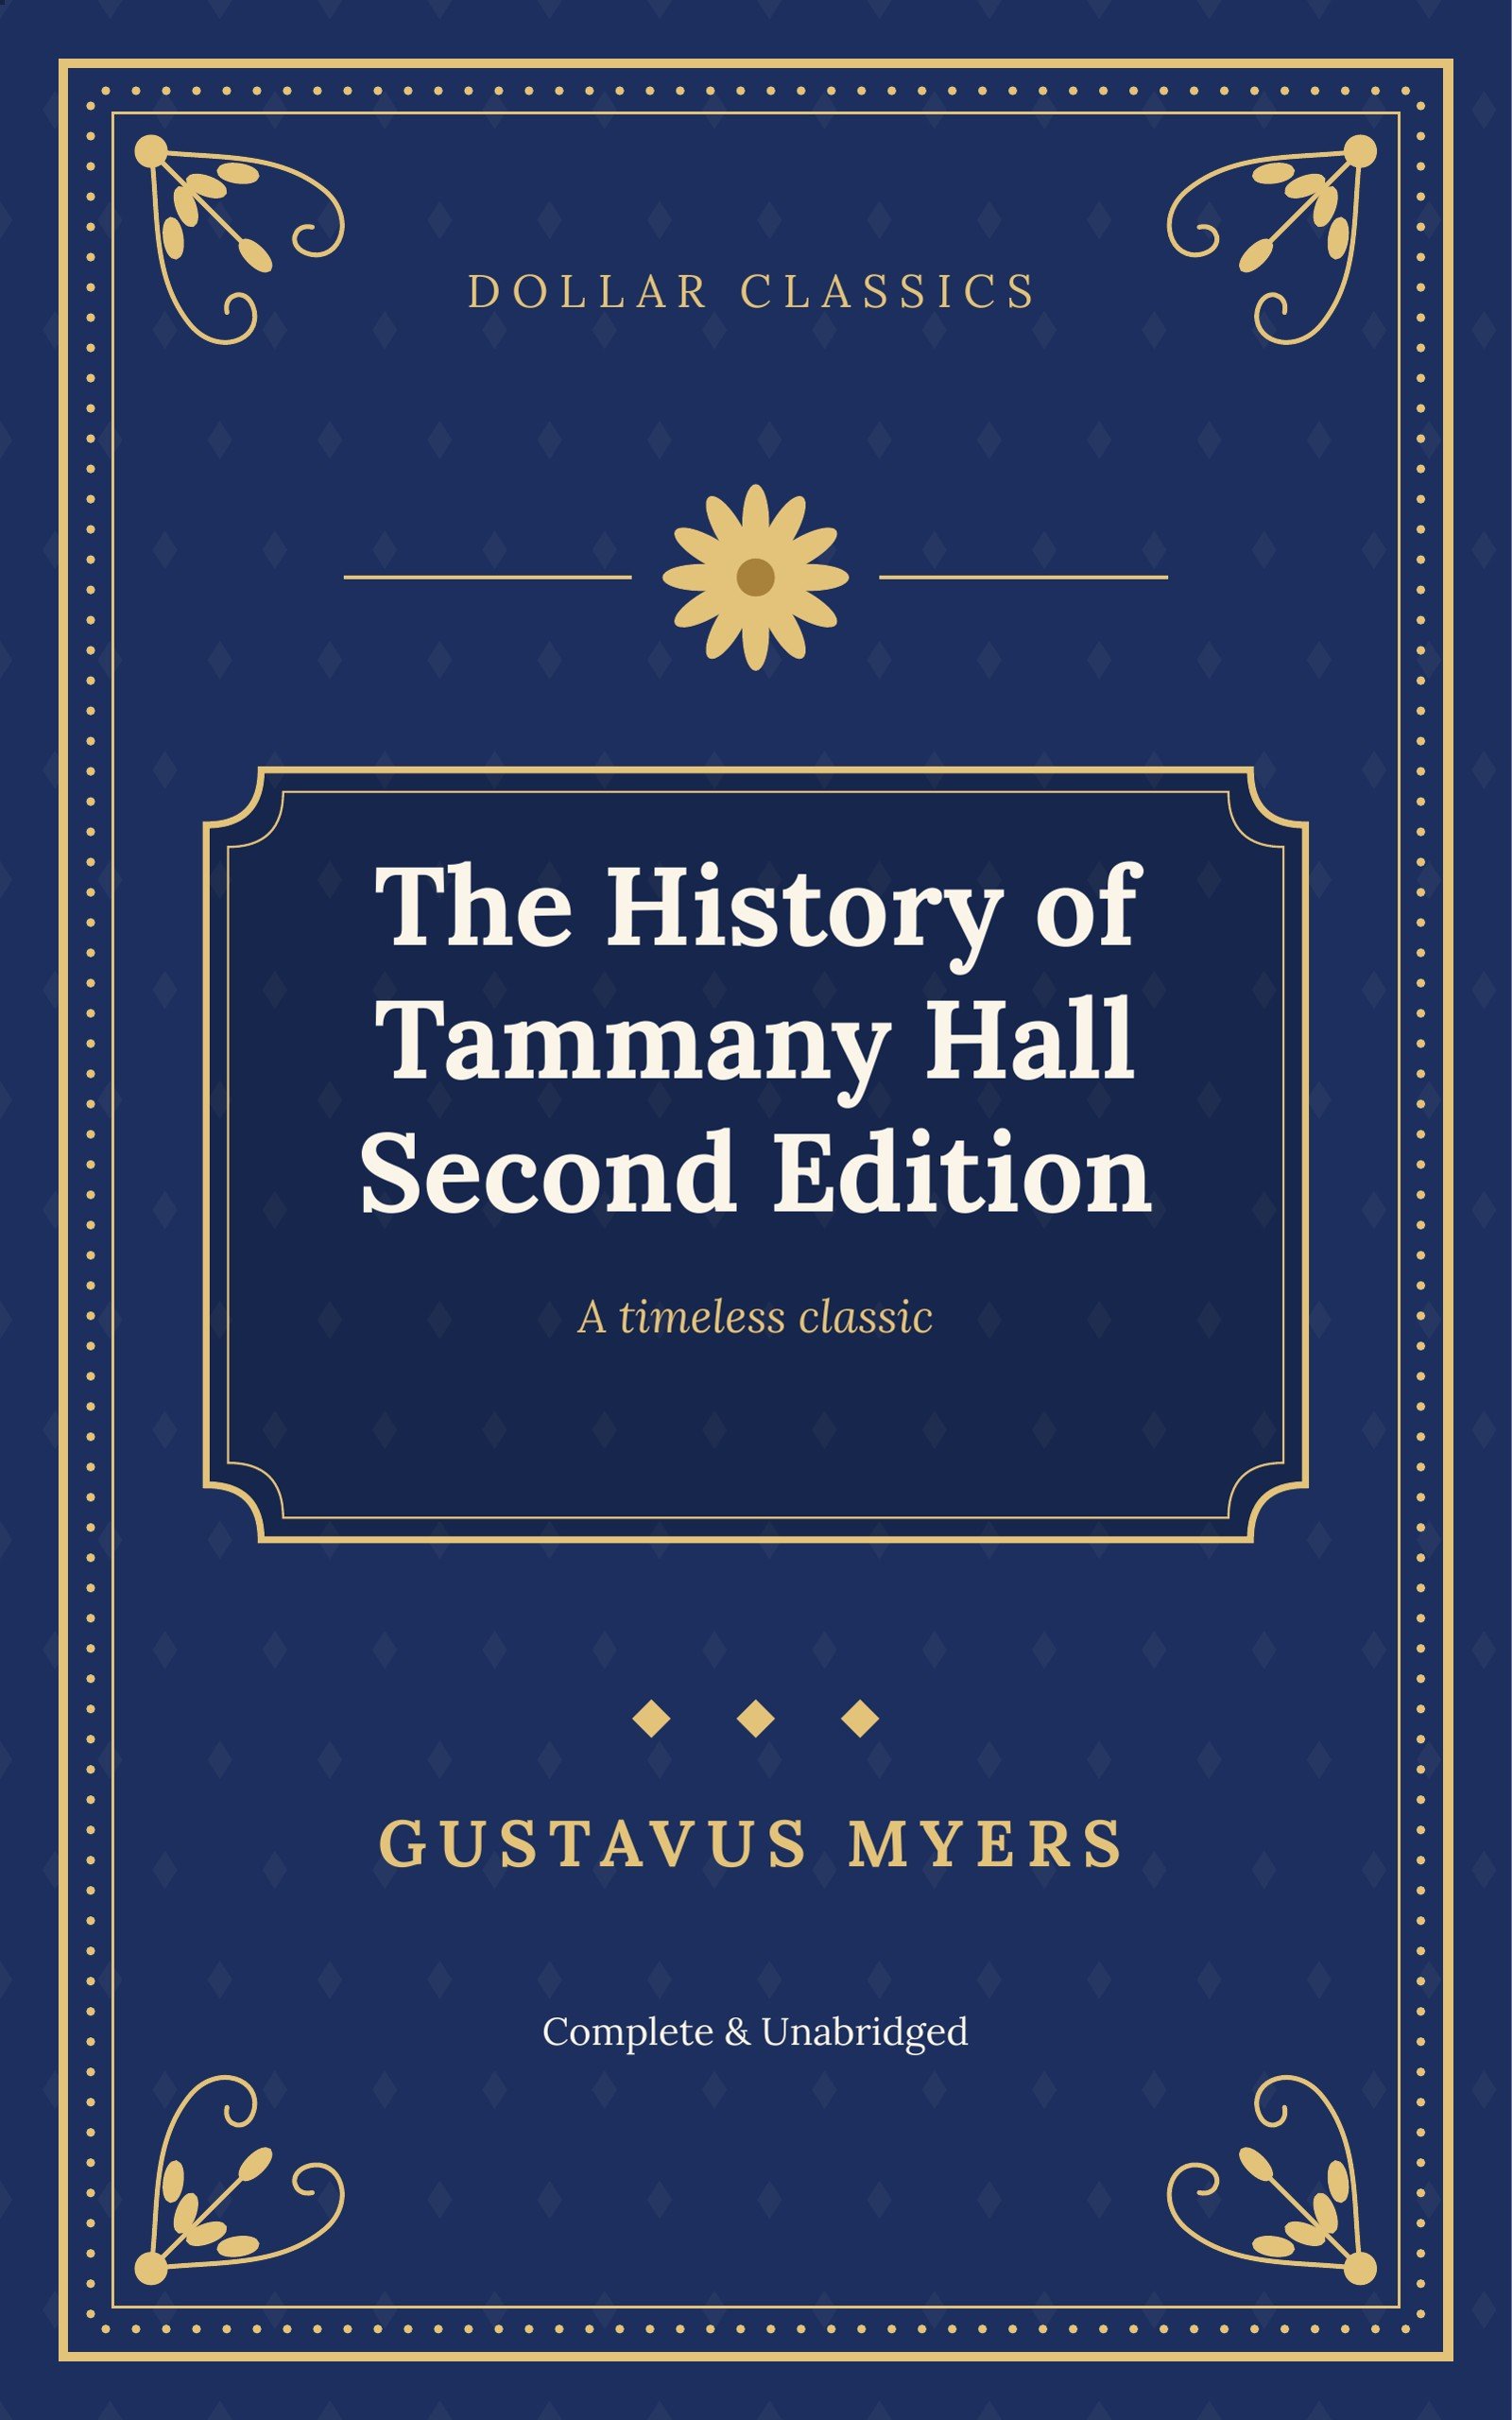 DOLLAR CLASSICS
The History of
Tammany Hall
Second Edition
A timeless classic
GUSTAVUS MYERS
Complete & Unabridged